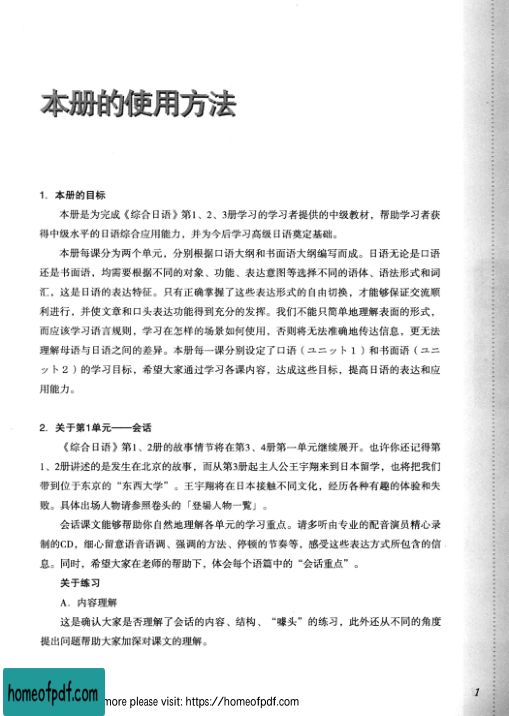 本册的使用方法
1. 本册的目标
本册是为完成《综合日语》第1、2、3册学习的学习者提供的中级教材，帮助学习者获
得中级水平的日语综合应用能力，并为今后学习高级日语奠定基础。
本册每课分为两个单元，分别根据口语大纲和书面语大纲编写而成。日语无论是口语
还是书面语，均需要根据不同的对象、功能、表达意图等选择不同的语体、语法形式和词
汇，这是日语的表达特征。只有正确掌握了这些表达形式的自由切换，才能够保证交流顺
利进行，并使文章和口头表达功能得到充分的发挥。我们不能只简单地理解表面的形式，
而应该学习语言规则，学习在怎样的场景如何使用，否则将无法准确地传达信息，更无法
理解母语与日语之间的差异。本册每一课分别设定了口语（ユニット1）和书面语（ユニ
ット2）的学习目标，希望大家通过学习各课内容，达成这些目标，提高日语的表达和应
用能力。
2. 关于第1单元——会话
《综合日语》第1、2册的故事情节将在第3、4册第一单元继续展开。也许你还记得第
1、2册讲述的是发生在北京的故事，而从第3册起主人公王宇翔来到日本留学，也将把我们
带到位于东京的“东西大学”。王宇翔将在日本接触不同文化，经历各种有趣的体验和失
败。具体出场人物请参照卷头的「登場人物一覧」。
会话课文能够帮助你自然地理解各单元的学习重点。请多听由专业的配音演员精心录
制的CD，细心留意语音语调、强调的方法、停顿的节奏等，感受这些表达方式所包含的信
息。同时，希望大家在老师的帮助下，体会每个语篇中的“会话重点”。
关于练习
A. 内容理解
这是确认大家是否理解了会话的内容、结构、“噱头”的练习，此外还从不同的角度
提出问题帮助大家加深对课文的理解。
homeofpdf.com
more please visit: https://homeofpdf.com
1